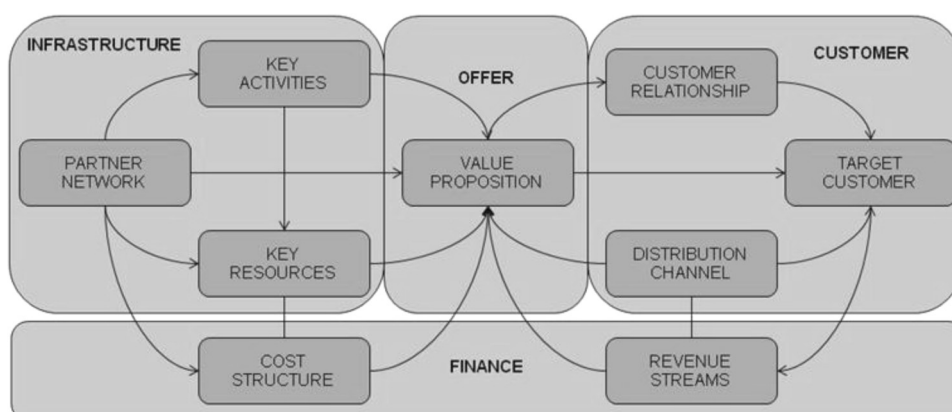 INFRASTRUCTURE
KEY
ACTIVITIES
OFFER
CUSTOMER
RELATIONSHIP
CUSTOMER
PARTNER
NETWORK
VALUE
PROPOSITION
TARGET
CUSTOMER
KEY
RESOURCES
DISTRIBUTION
CHANNEL
COST
STRUCTURE
FINANCE
REVENUE
STREAMS